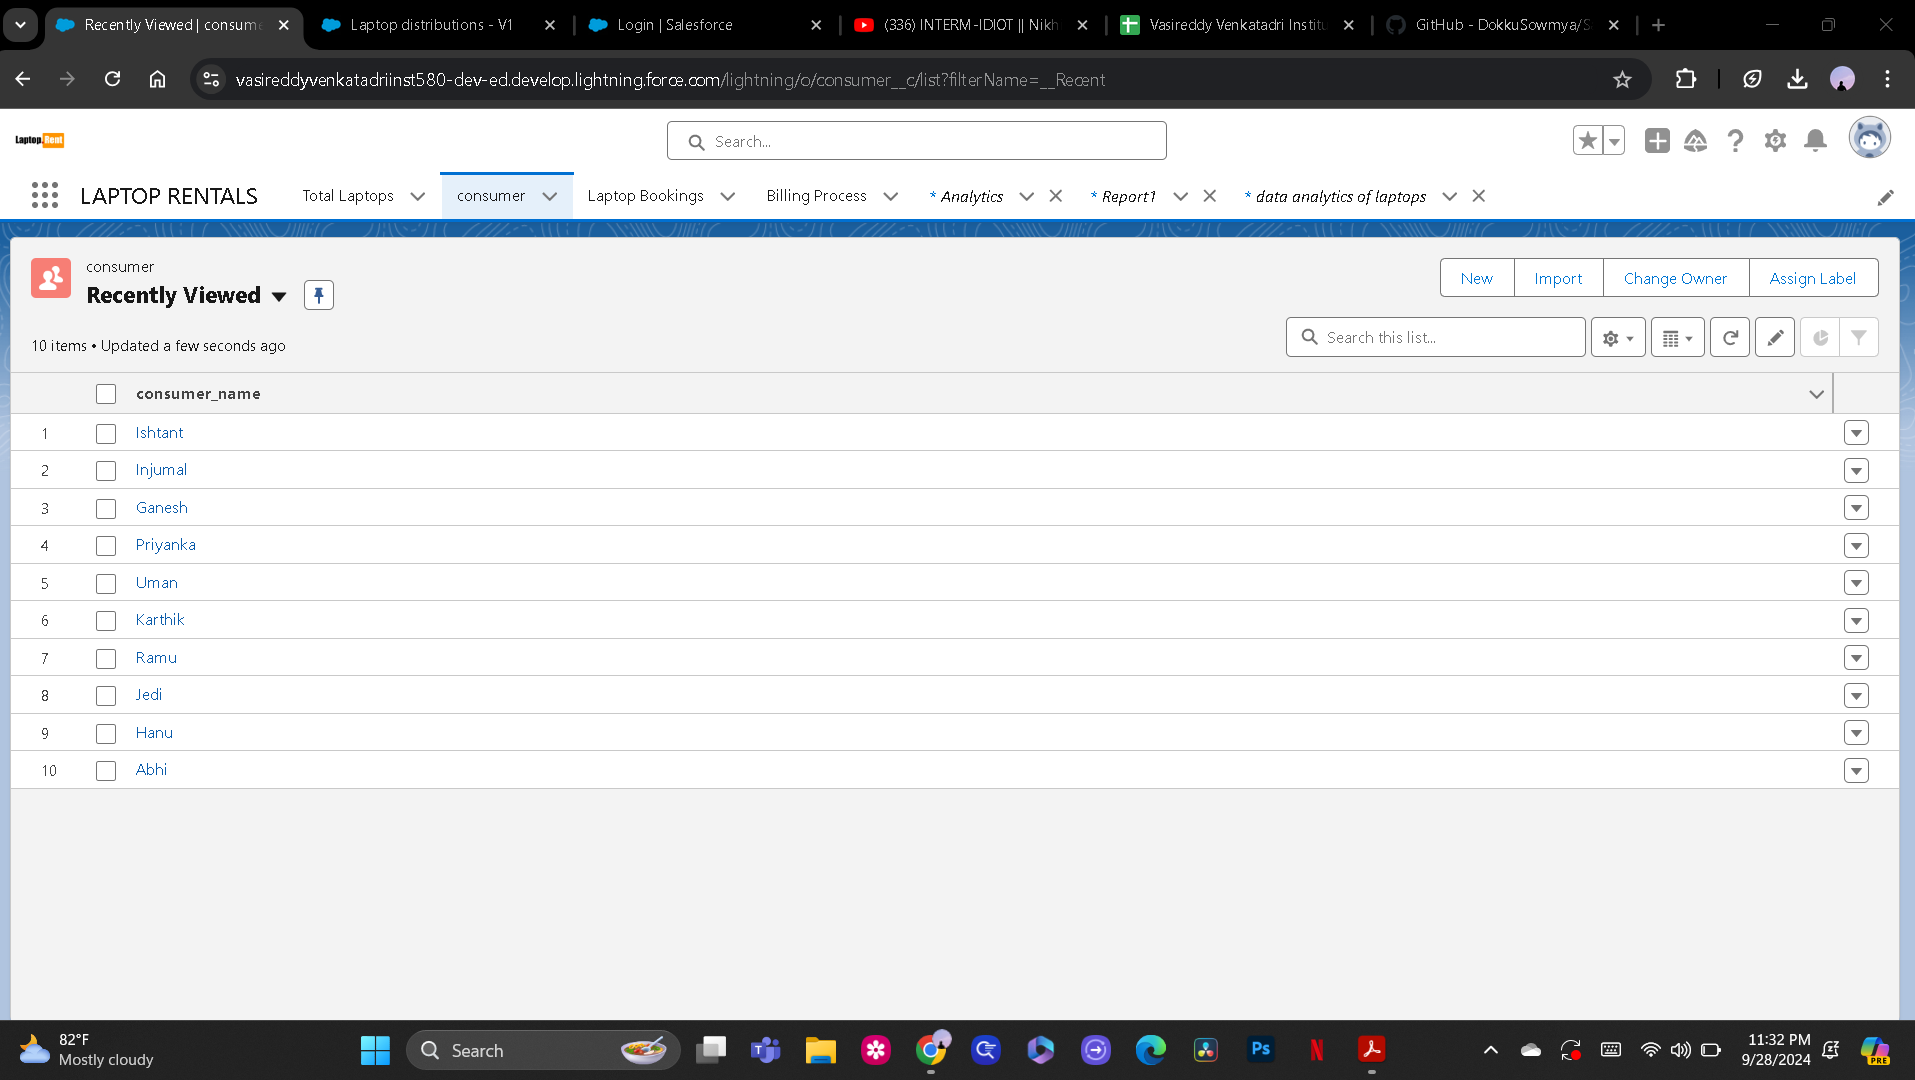 Recently Viewed | consume
Laptop distributions - V1
Login | Salesforce
(336) INTERM-IDIOT || Nikh
Vasireddy Venkatadri Institu
GitHub - DokkuSowmya/S
vasireddyvenkatadriinst580-dev-ed.develop.lightning.force.com/lightning/o/consumer__c/list?filterName=__Recent
Laptop.Rent
Search...
LAPTOP RENTALS
Total Laptops
consumer
Laptop Bookings
Billing Process
* Analytics
* Report1
* data analytics of laptops
consumer
Recently Viewed
New
Import
Change Owner
Assign Label
10 items • Updated a few seconds ago
Search this list...
consumer_name
1 Ishtant
2 Injumal
3 Ganesh
4 Priyanka
5 Uman
6 Karthik
7 Ramu
8 Jedi
9 Hanu
10 Abhi
82°F
Mostly cloudy
Search
Ps
N
11:32 PM
9/28/2024
PRE